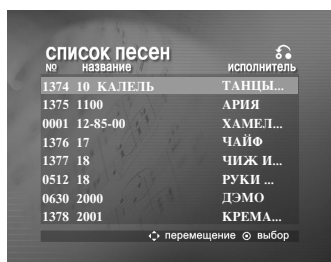 список песен
№ название исполнитель
1374 10 КАЛЕЛЬ ТАНЦЫ...
1375 1100 АРИЯ
0001 12-85-00 ХАМЕЛ...
1376 17 ЧАЙФ
1377 18 ЧИЖ И...
0512 18 РУКИ ...
0630 2000 ДЭМО
1378 2001 КРЕМА...
перемещение выбор